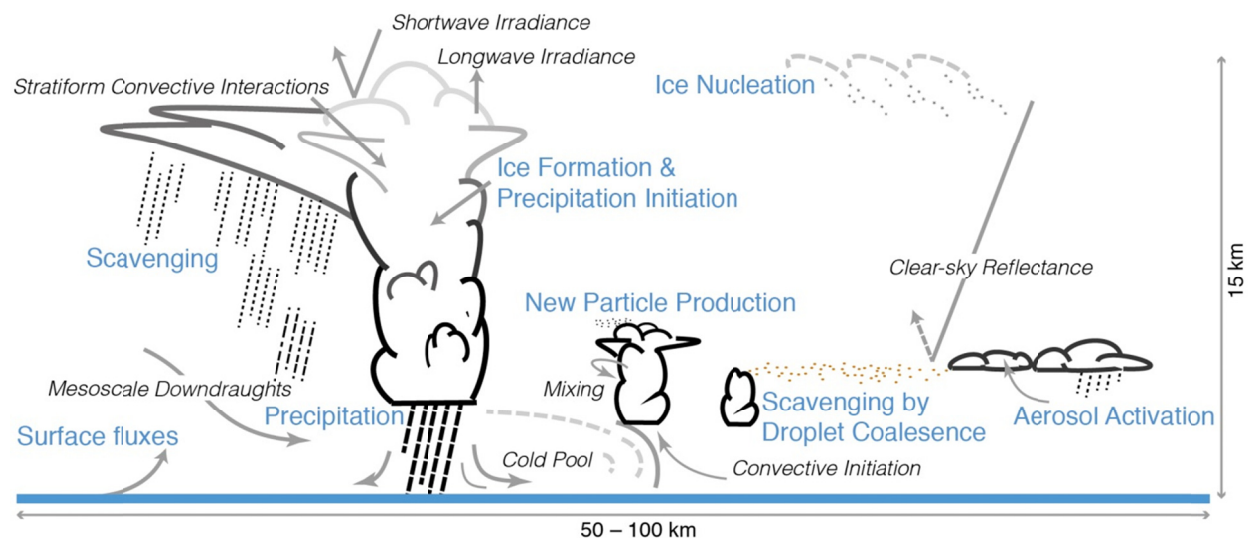 Shortwave Irradiance
Longwave Irradiance
Stratiform Convective Interactions
Ice Nucleation
Ice Formation &
Precipitation Initiation
Scavenging
Clear-sky Reflectance
15 km
New Particle Production
Mesoscale Downdraughts
Mixing
Precipitation
Scavenging by
Droplet Coalesence
Aerosol Activation
Surface fluxes
Cold Pool
Convective Initiation
50 – 100 km